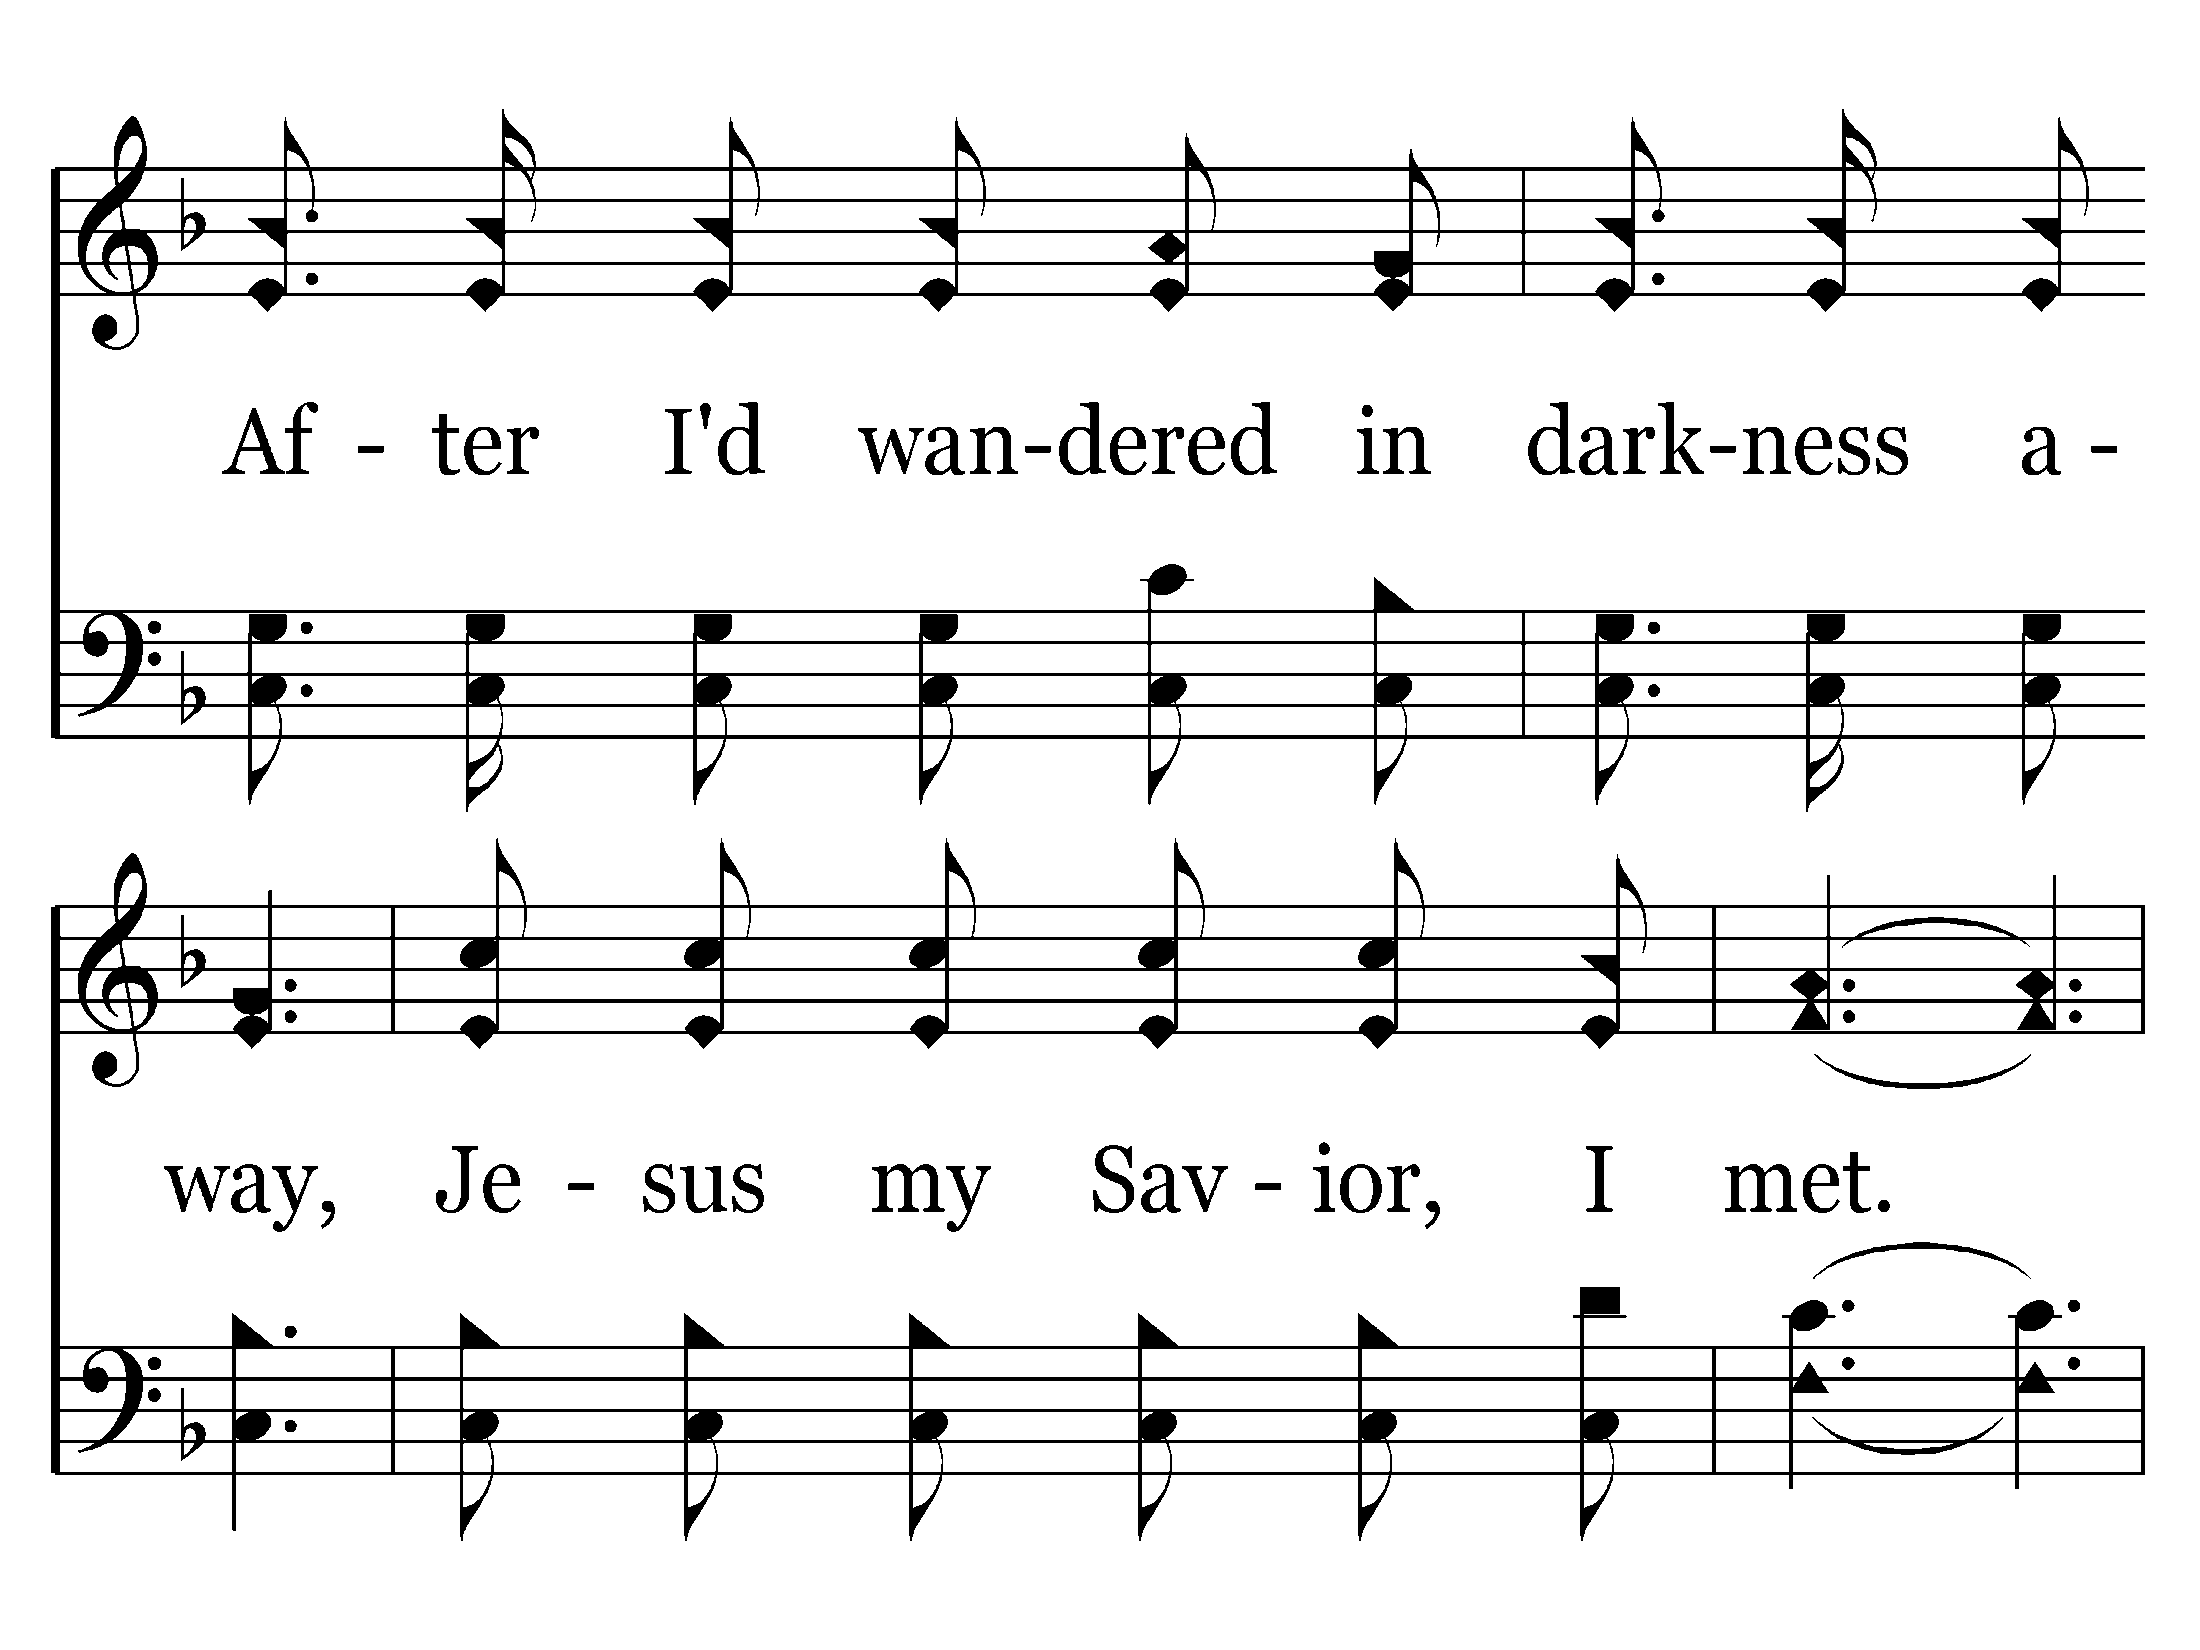 Af - ter I'd wan-dered in dark-ness a -
way, Je - sus my Sav - ior, I met.